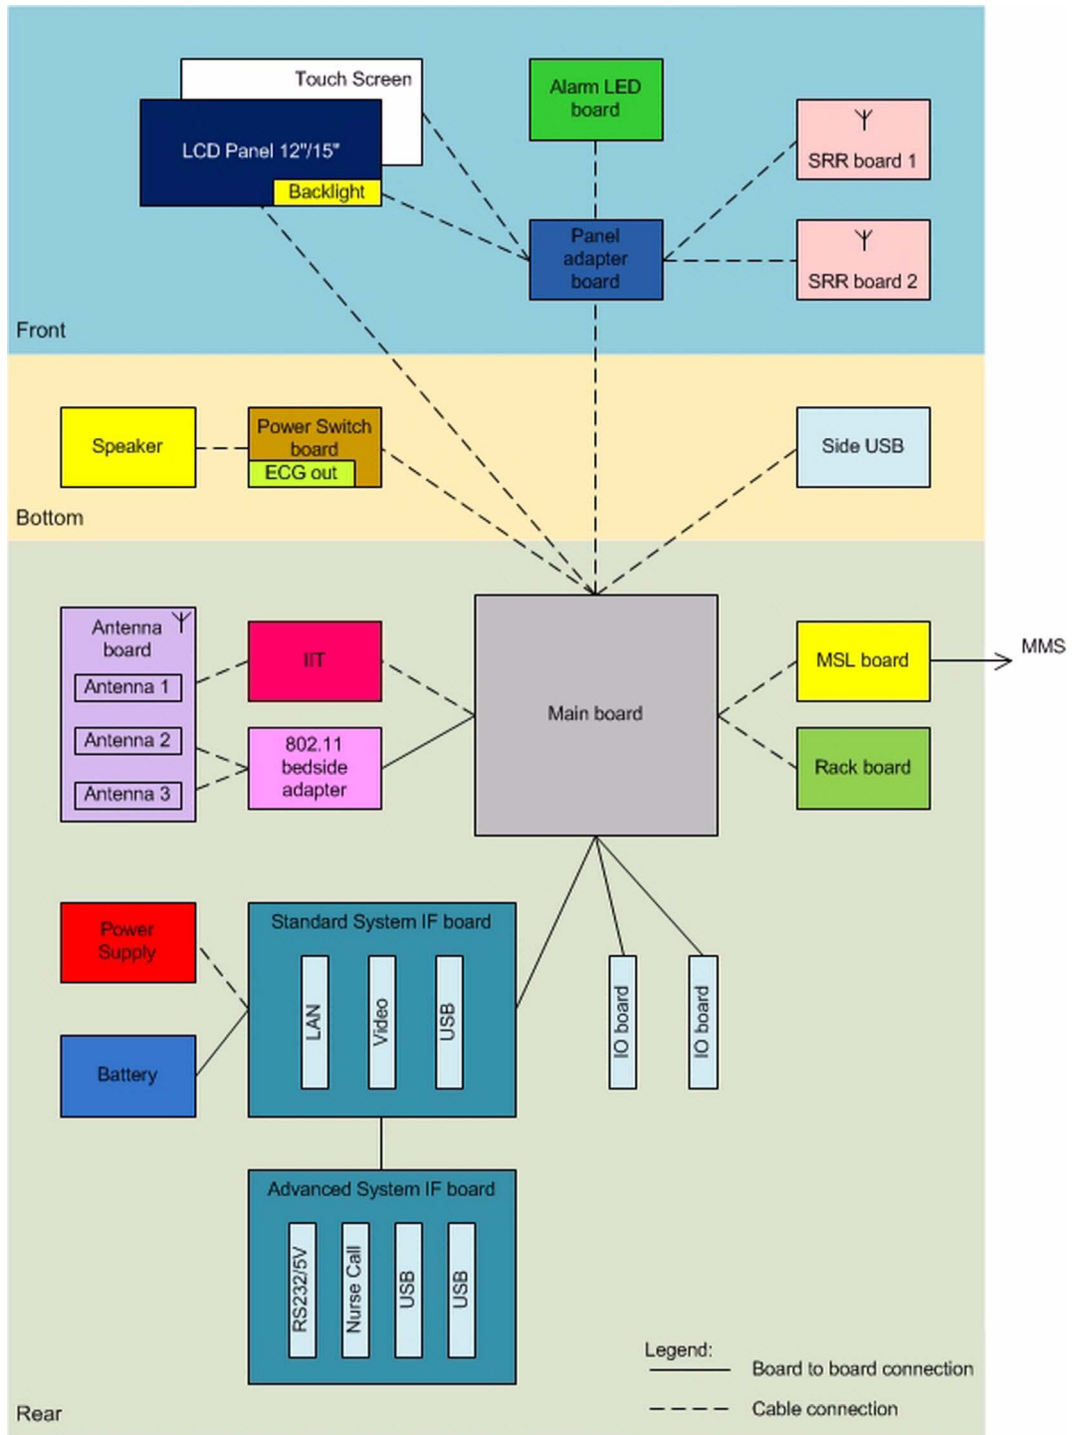 Touch Screen
LCD Panel 12"/15"
Backlight
Alarm LED
board
SRR board 1
Panel
adapter
board
SRR board 2
Front
Speaker
Power Switch
board
ECG out
Side USB
Bottom
Antenna
board
Antenna 1
Antenna 2
Antenna 3
IIT
802.11
bedside
adapter
Main board
MSL board
MMS
Rack board
Power
Supply
Battery
Standard System IF board
LAN
Video
USB
IO board
IO board
Advanced System IF board
RS232/5V
Nurse Call
USB
USB
Legend:
Board to board connection
Cable connection
Rear